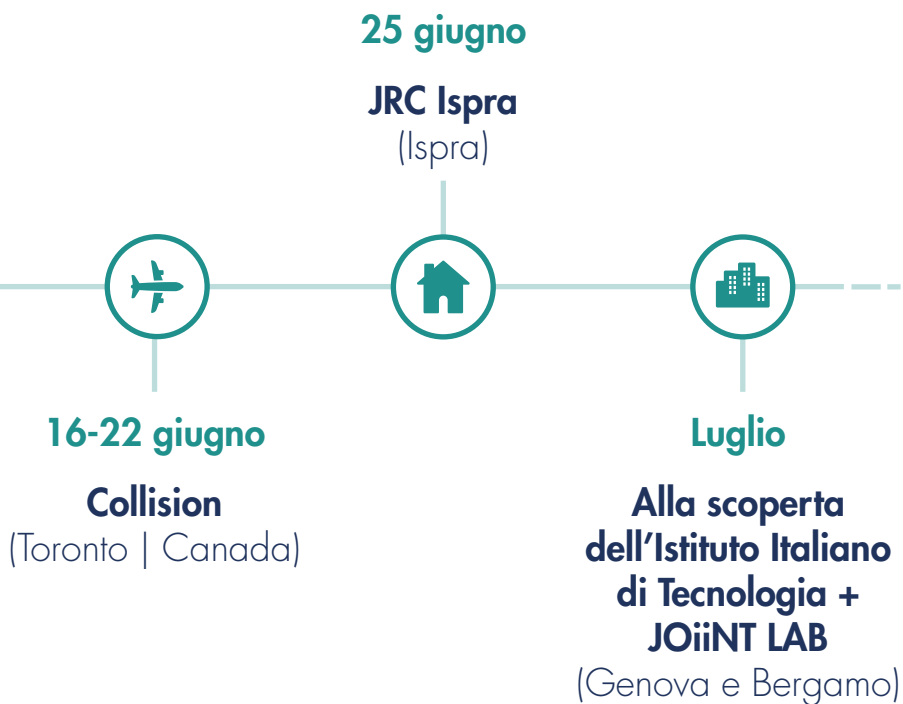 25 giugno
JRC Ispra
(Ispra)
16-22 giugno
Collision
(Toronto | Canada)
Luglio
Alla scoperta
dell’Istituto Italiano
di Tecnologia +
JOiiNT LAB
(Genova e Bergamo)